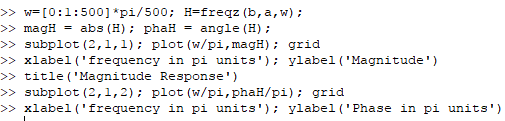 >> w=[0:1:500]*pi/500; H=freqz(b,a,w);
>> magH = abs(H); phaH = angle(H);
>> subplot(2,1,1); plot(w/pi,magH); grid
>> xlabel('frequency in pi units'); ylabel('Magnitude')
>> title('Magnitude Response')
>> subplot(2,1,2); plot(w/pi,phaH/pi); grid
>> xlabel('frequency in pi units'); ylabel('Phase in pi units')